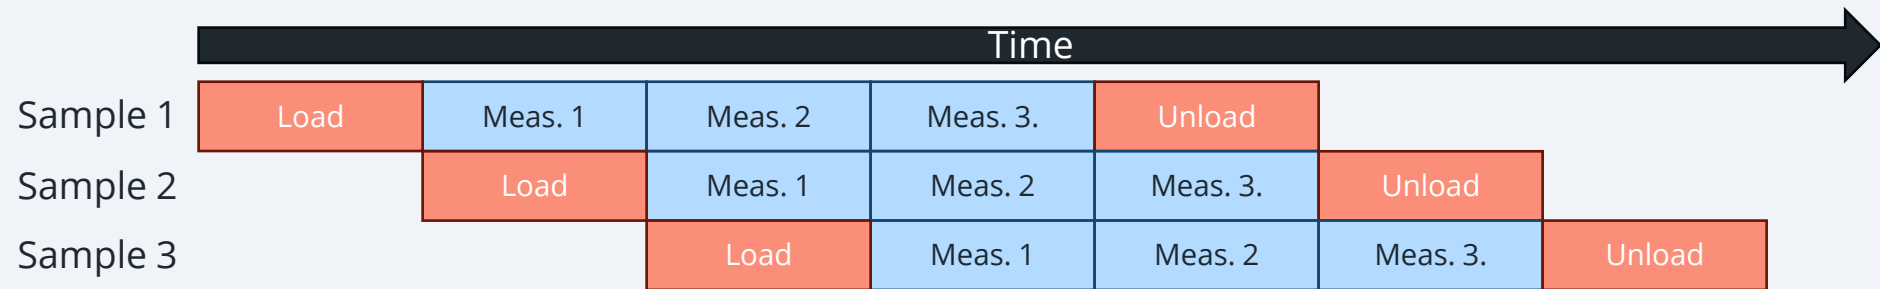 Time
Sample 1 Load Meas. 1 Meas. 2 Meas. 3. Unload
Sample 2 Load Meas. 1 Meas. 2 Meas. 3. Unload
Sample 3 Load Meas. 1 Meas. 2 Meas. 3. Unload